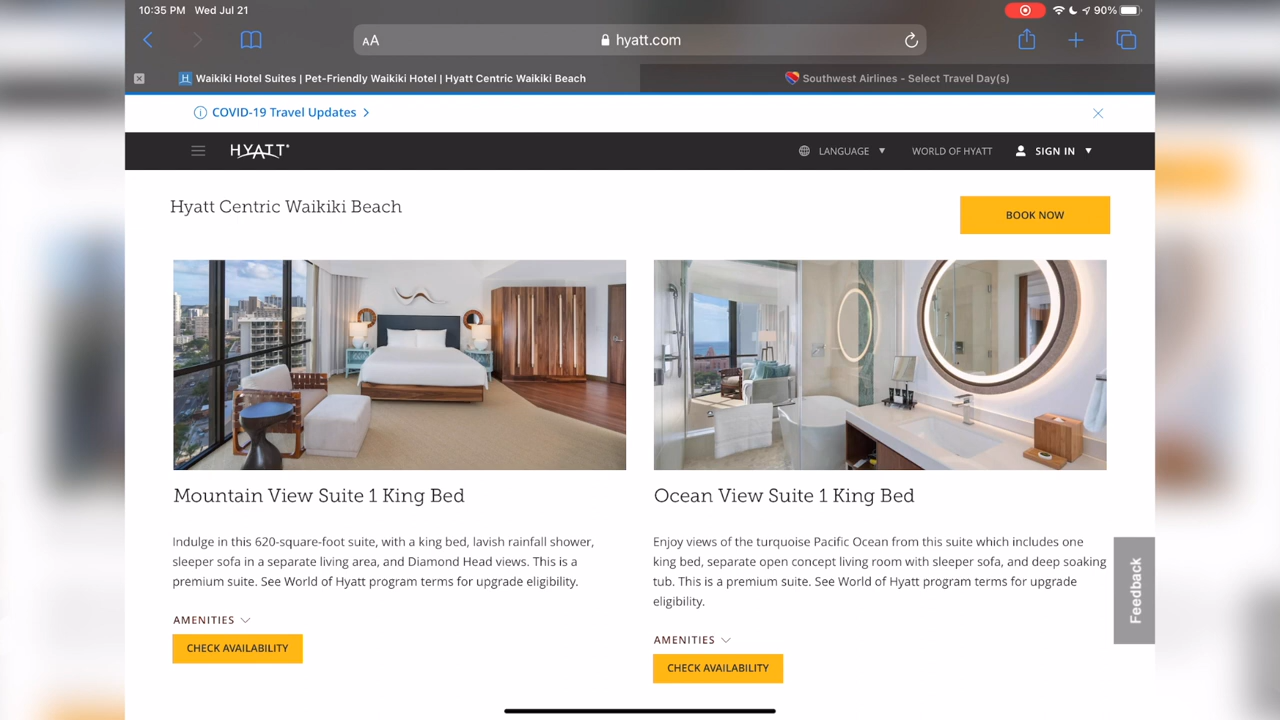 10:35 PM Wed Jul 21
90%
AA
hyatt.com
Waikiki Hotel Suites | Pet-Friendly Waikiki Hotel | Hyatt Centric Waikiki Beach
Southwest Airlines - Select Travel Day(s)
COVID-19 Travel Updates
HYATT
LANGUAGE
WORLD OF HYATT
SIGN IN
Hyatt Centric Waikiki Beach
BOOK NOW
Mountain View Suite 1 King Bed
Indulge in this 620-square-foot suite, with a king bed, lavish rainfall shower,
sleeper sofa in a separate living area, and Diamond Head views. This is a
premium suite. See World of Hyatt program terms for upgrade eligibility.
AMENITIES
CHECK AVAILABILITY
Ocean View Suite 1 King Bed
Enjoy views of the turquoise Pacific Ocean from this suite which includes one
king bed, separate open concept living room with sleeper sofa, and deep soaking
tub. This is a premium suite. See World of Hyatt program terms for upgrade
eligibility.
AMENITIES
CHECK AVAILABILITY
Feedback